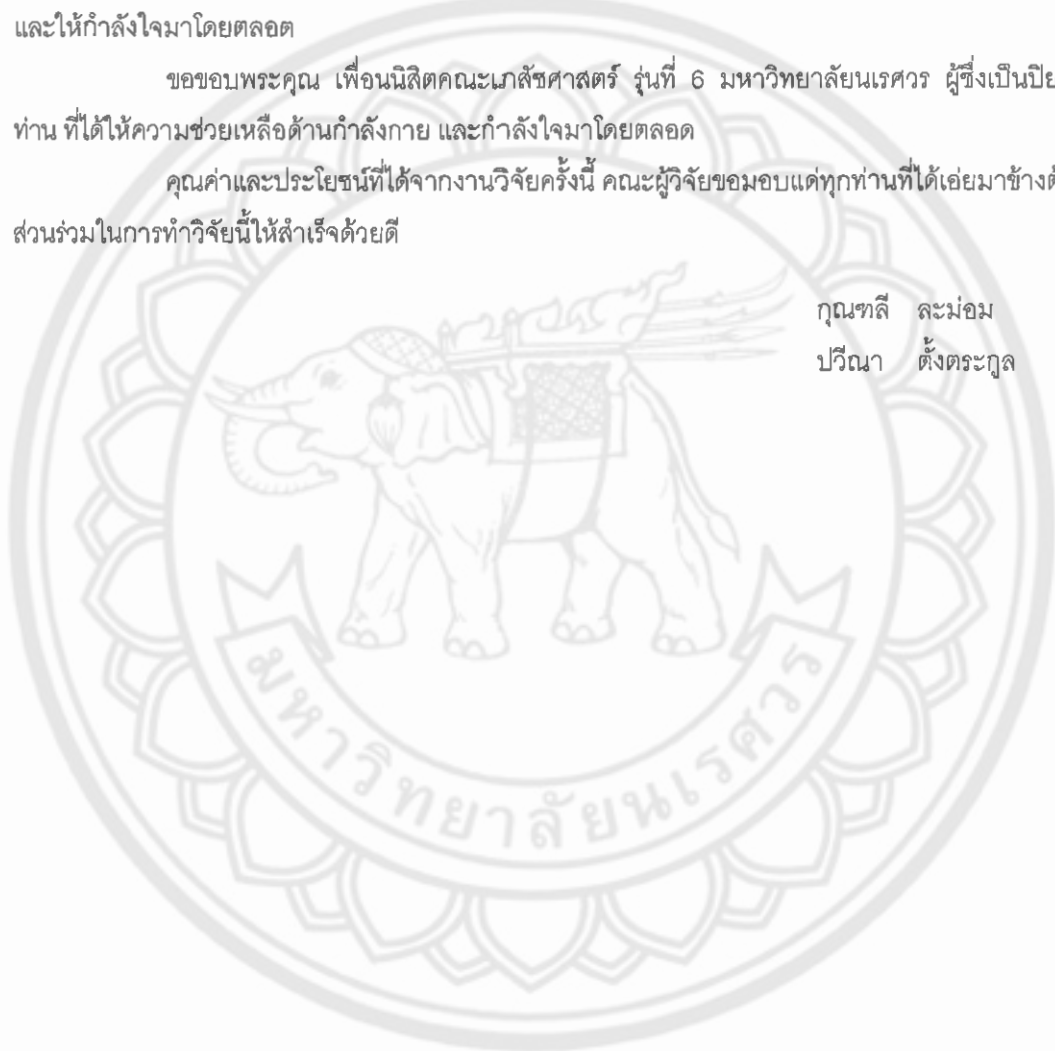 และให้กำลังใจมาโดยตลอด
ขอขอบพระคุณ เพื่อนนิสิตคณะเภสัชศาสตร์ รุ่นที่ 6 มหาวิทยาลัยนเรศวร ผู้ซึ่งเป็นปิย
ท่าน ที่ได้ให้ความช่วยเหลือด้านกำลังกาย และกำลังใจมาโดยตลอด
คุณค่าและประโยชน์ที่ได้จากงานวิจัยครั้งนี้ คณะผู้วิจัยขอมอบแด่ทุกท่านที่ได้เอ่ยมาข้างต้
ส่วนร่วมในการทำวิจัยนี้ให้สำเร็จด้วยดี
กุณฑลี ละม่อม
ปวีณา ตั้งตระกูล
มหาวิทยาลัยนเรศวร